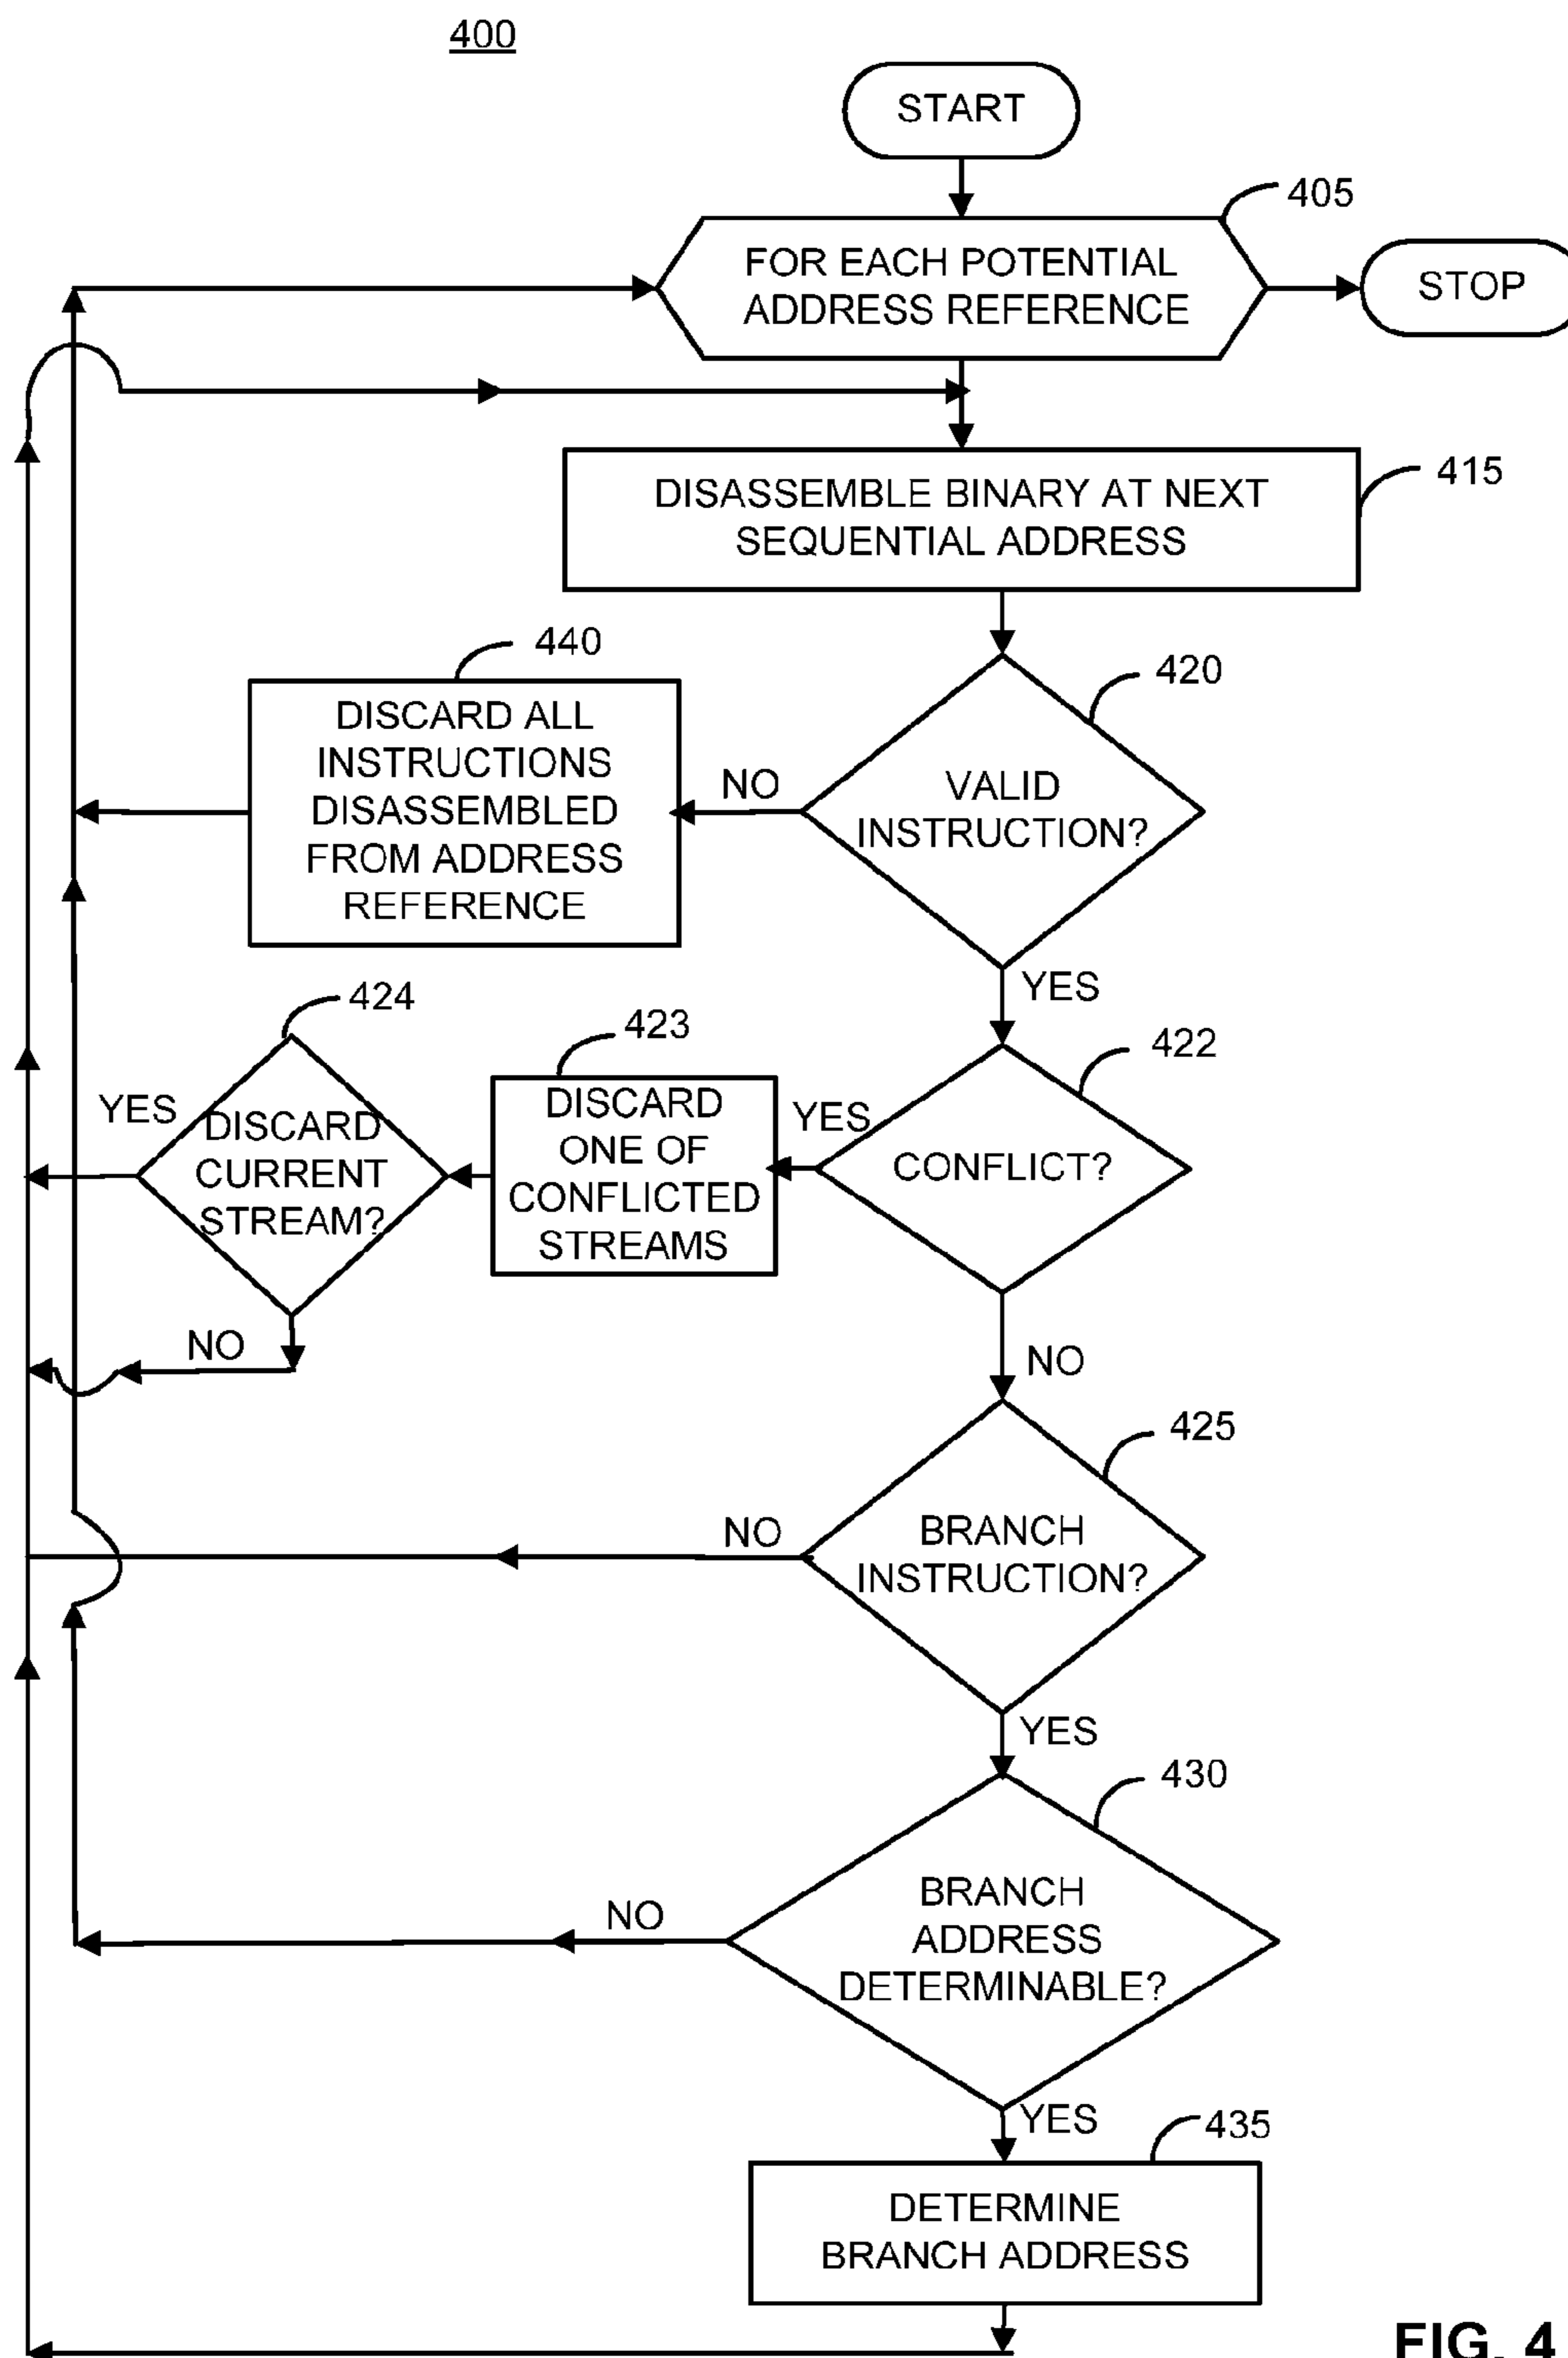 400
START
405
FOR EACH POTENTIAL
ADDRESS REFERENCE
STOP
415
DISASSEMBLE BINARY AT NEXT
SEQUENTIAL ADDRESS
440
DISCARD ALL
INSTRUCTIONS
DISASSEMBLED
FROM ADDRESS
REFERENCE
NO
420
VALID
INSTRUCTION?
YES
424
YES
DISCARD
CURRENT
STREAM?
NO
423
DISCARD
ONE OF
CONFLICTED
STREAMS
YES
422
CONFLICT?
NO
425
NO
BRANCH
INSTRUCTION?
YES
430
NO
BRANCH
ADDRESS
DETERMINABLE?
YES
435
DETERMINE
BRANCH ADDRESS
FIG. 4